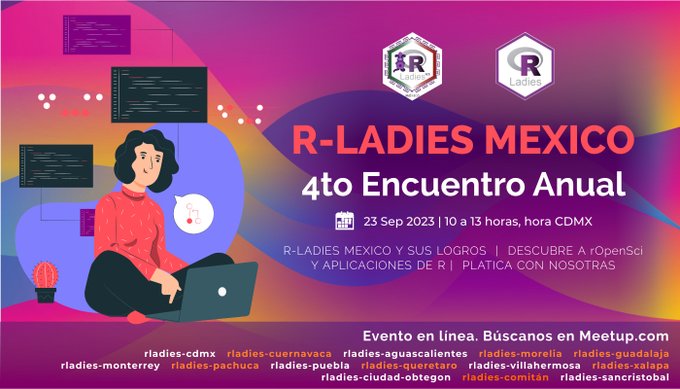 R
Ladies
R
Ladies
R-LADIES MEXICO
4to Encuentro Anual
23 Sep 2023 | 10 a 13 horas, hora CDMX
R-LADIES MEXICO Y SUS LOGROS | DESCUBRE A rOpenSci
Y APLICACIONES DE R | PLATICA CON NOSOTRAS
Evento en línea. Búscanos en Meetup.com
rladies-cdmx rladies-cuernavaca rladies-aguascalientes rladies-morelia rladies-guadalaja
rladies-monterrey rladies-pachuca rladies-puebla rladies-queretaro rladies-villahermosa rladies-xalapa
rladies-ciudad-obtegon rladies-comitán rladies-sancristobal